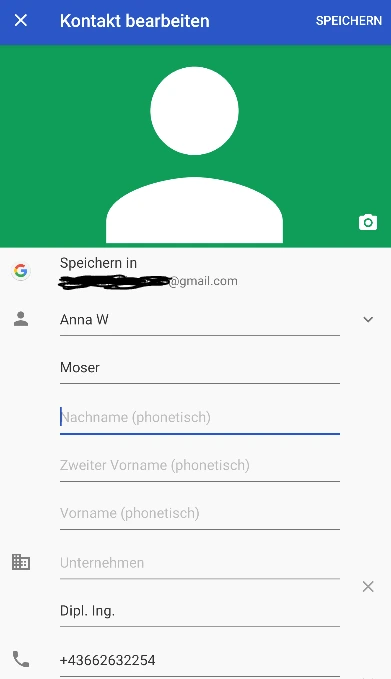 Kontakt bearbeiten SPEICHERN
Speichern in
@gmail.com
Anna W
Moser
Nachname (phonetisch)
Zweiter Vorname (phonetisch)
Vorname (phonetisch)
Unternehmen
Dipl. Ing.
+43662632254